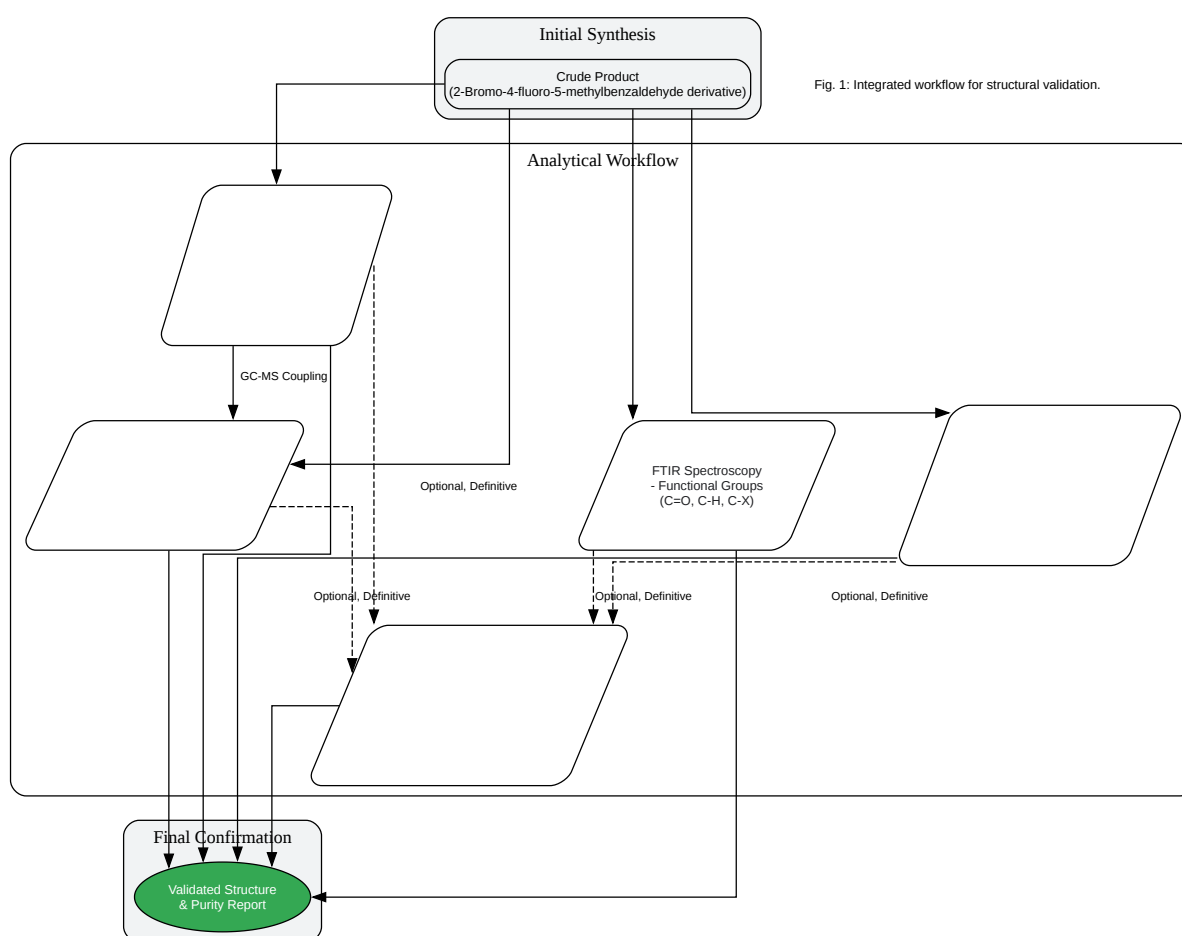 Initial Synthesis
Crude Product
(2-Bromo-4-fluoro-5-methylbenzaldehyde derivative)
Fig. 1: Integrated workflow for structural validation.
Analytical Workflow
GC-MS Coupling
Optional, Definitive
FTIR Spectroscopy
- Functional Groups
(C=O, C-H, C-X)
Optional, Definitive
Optional, Definitive
Optional, Definitive
Final Confirmation
Validated Structure
& Purity Report